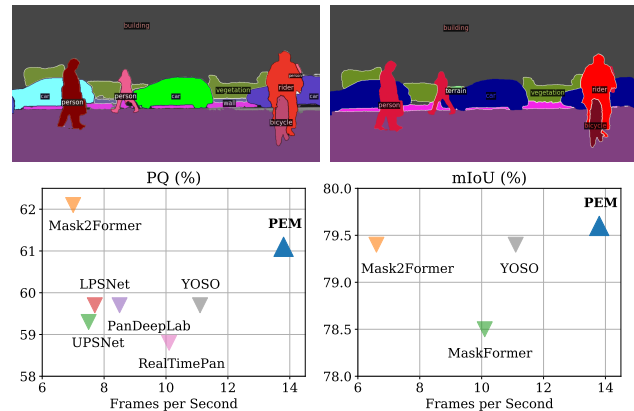 building
person
rider
car
person
person
car
vegetation
wall
car
bicycle
building
person
terrain
car
vegetation
rider
bicycle
PQ (%)
62
61
60
59
58
Mask2Former
PEM
LPSNet
YOSO
PanDeepLab
UPSNet
RealTimePan
6 8 10 12 14
Frames per Second
mIoU (%)
80.0
79.5
79.0
78.5
78.0
PEM
Mask2Former
YOSO
MaskFormer
6 8 10 12 14
Frames per Second